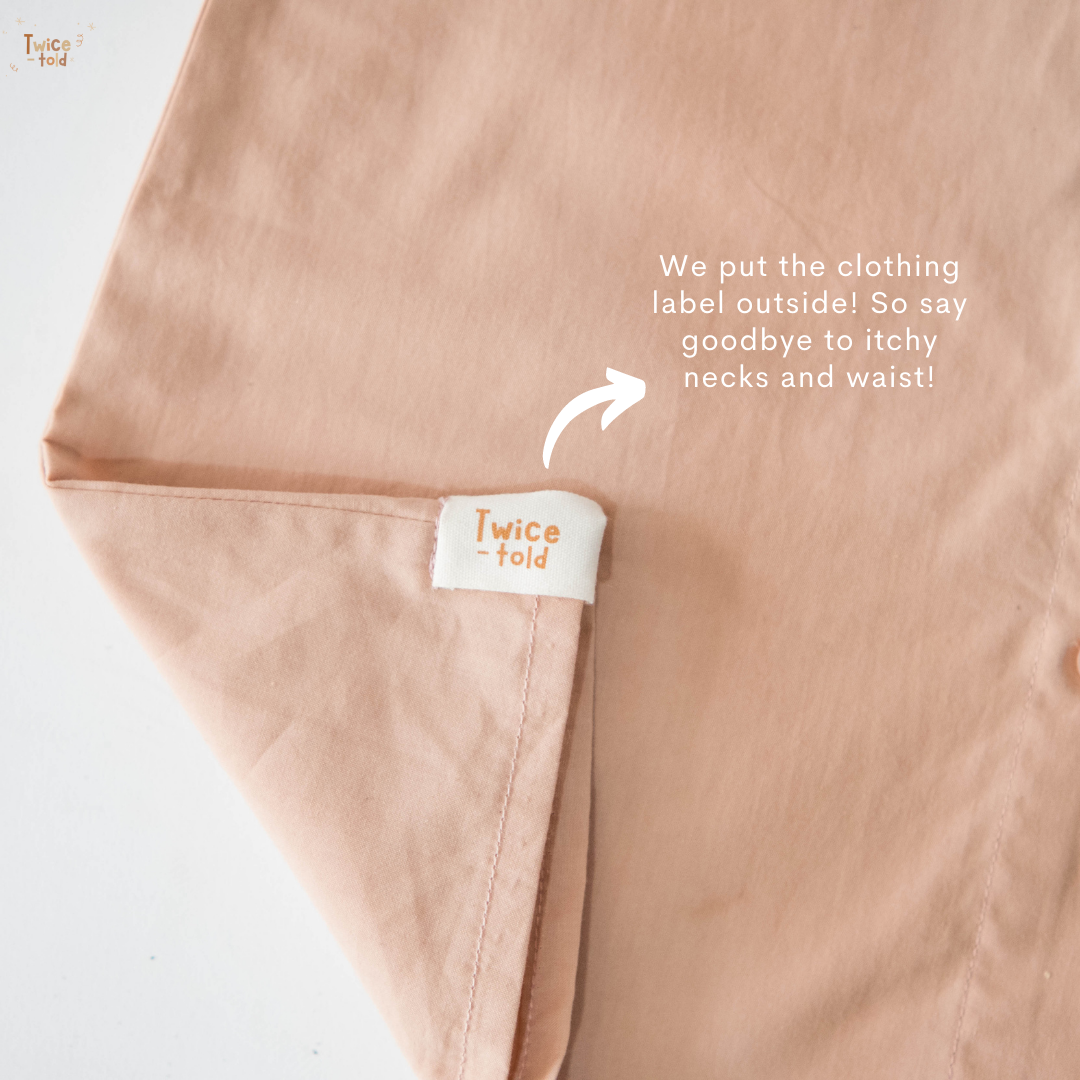 Twice
- told
We put the clothing
label outside! So say
goodbye to itchy
necks and waist!
Twice
- told